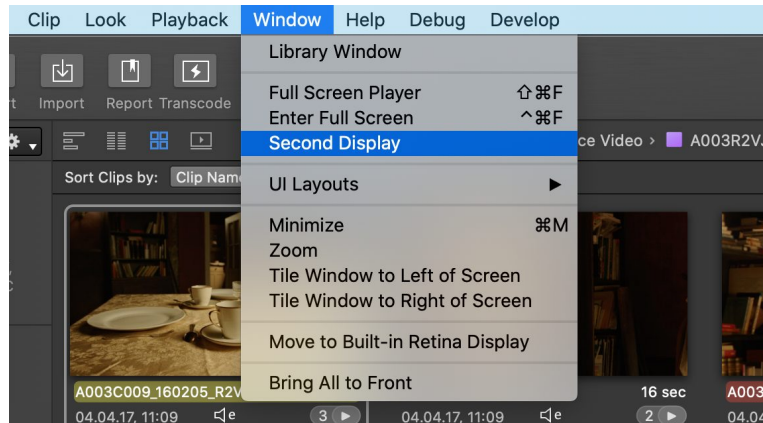 Clip Look Playback Window Help Debug Develop
Library Window
Full Screen Player ⇧⌘F
Import Report Transcode
Enter Full Screen ^⌘F
Second Display
ce Video › A003R2V
Sort Clips by: Clip Nam
UI Layouts ▶
Minimize ⌘M
Zoom
Tile Window to Left of Screen
Tile Window to Right of Screen
Move to Built-in Retina Display
Bring All to Front
A003C009_160205_R2V
16 sec
A003
04.04.17, 11:09 e 3
04.04.17, 11:09 e 2
04.0